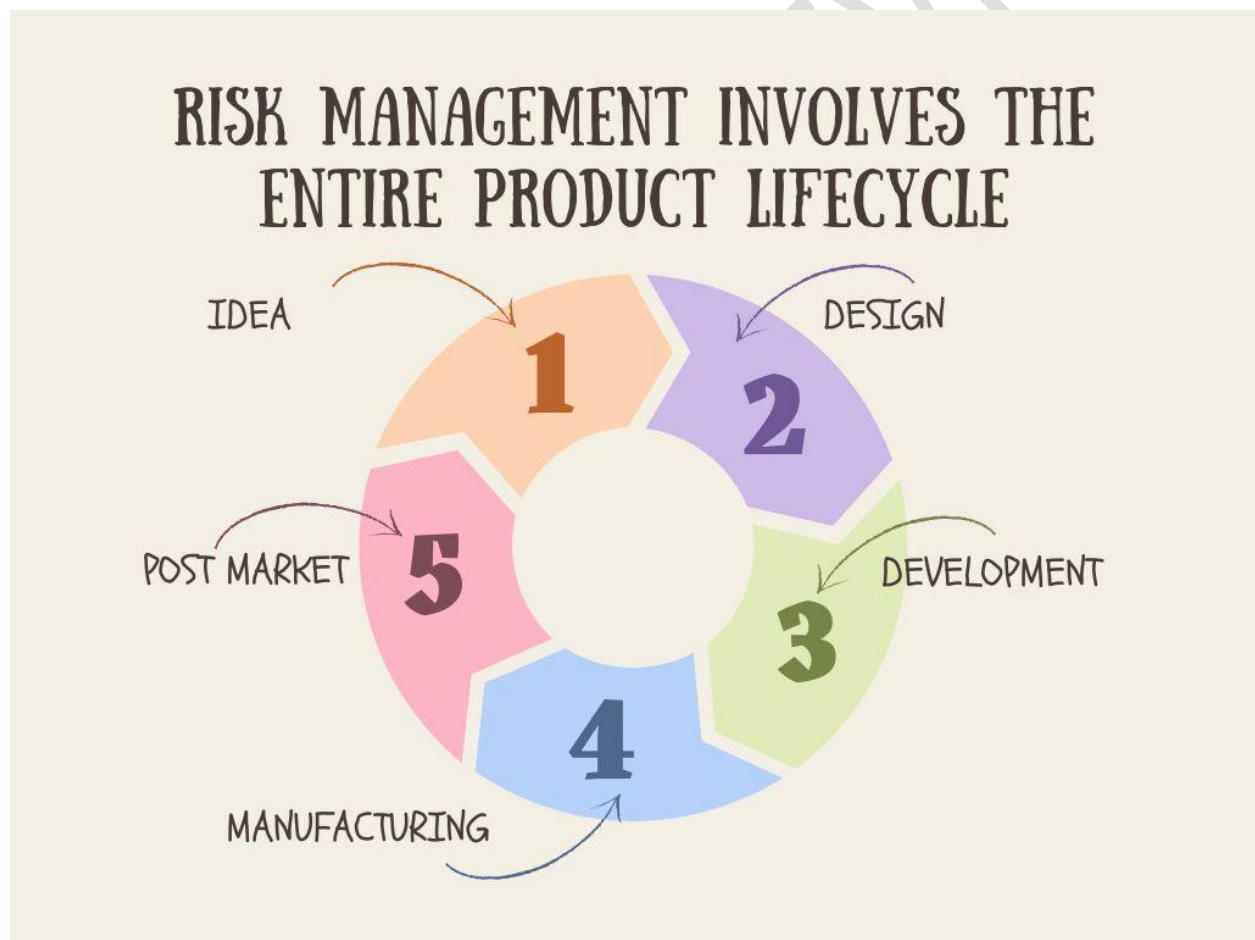 RISK MANAGEMENT INVOLVES THE
ENTIRE PRODUCT LIFECYCLE
IDEA
1
DESIGN
2
DEVELOPMENT
3
MANUFACTURING
4
POST MARKET
5